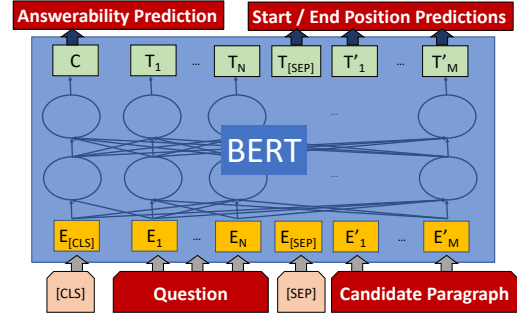 Answerability Prediction Start / End Position Predictions
C T1 ... TN T[SEP] T'1 ... T'M
...
BERT
...
E[CLS] E1 ... EN E[SEP] E'1 ... E'M
[CLS] Question [SEP] Candidate Paragraph